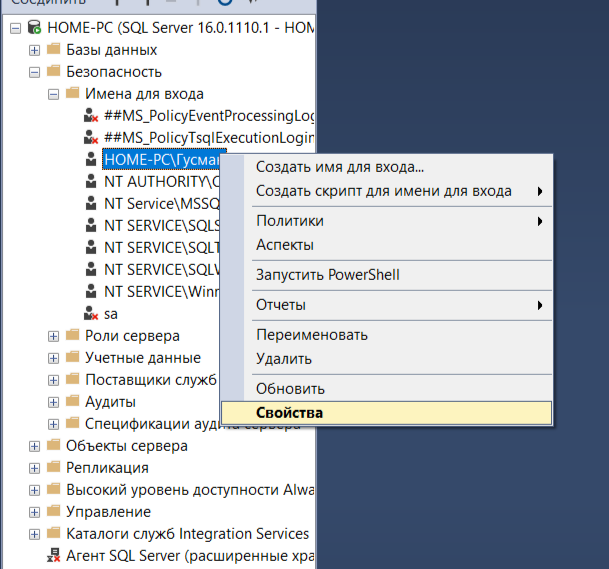 Соединить
HOME-PC (SQL Server 16.0.1110.1 - HOM
Базы данных
Безопасность
Имена для входа
##MS_PolicyEventProcessingLog
##MS_PolicyTsqlExecutionLogin
HOME-PC\Гусман
NT AUTHORITY\
NT Service\MSSQ
NT SERVICE\SQLS
NT SERVICE\SQLT
NT SERVICE\SQLW
NT SERVICE\Winm
sa
Роли сервера
Учетные данные
Поставщики служб
Аудиты
Спецификации аудита сервера
Объекты сервера
Репликация
Высокий уровень доступности Alwa
Управление
Каталоги служб Integration Services
Агент SQL Server (расширенные хра
Создать имя для входа...
Создать скрипт для имени для входа
Политики
Аспекты
Запустить PowerShell
Отчеты
Переименовать
Удалить
Обновить
Свойства